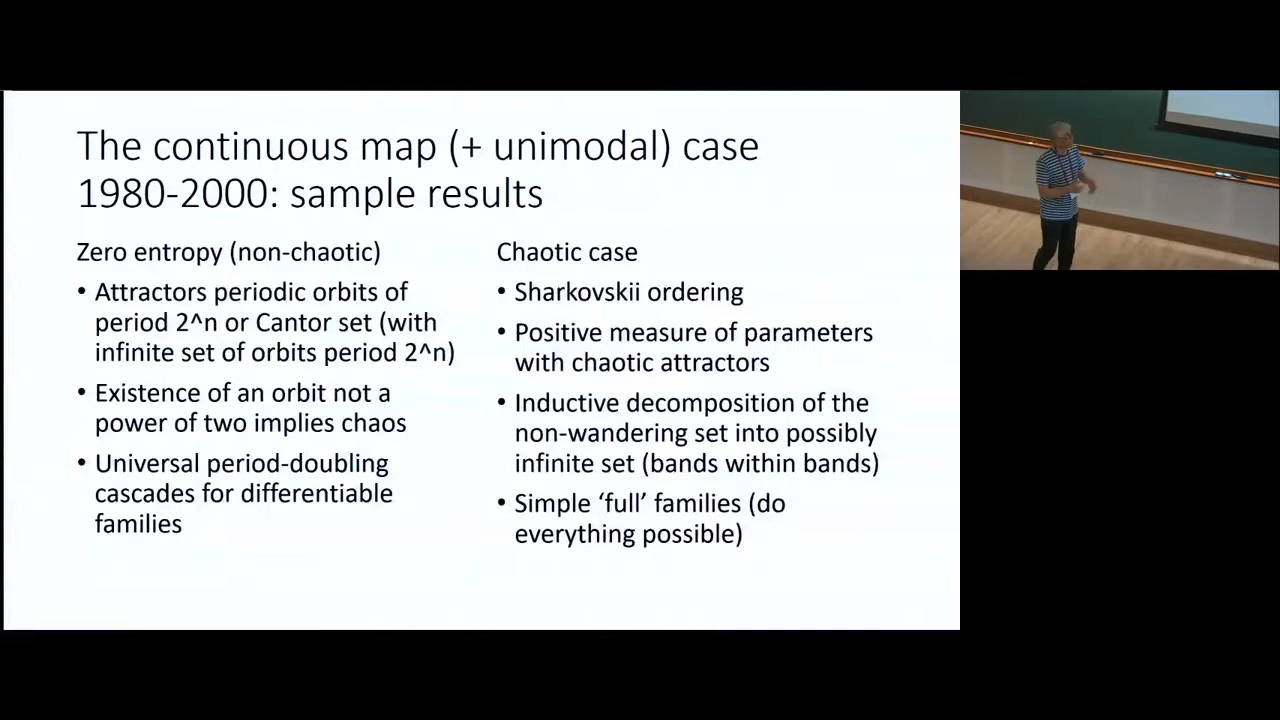 The continuous map (+ unimodal) case
1980-2000: sample results
Zero entropy (non-chaotic)
• Attractors periodic orbits of
period 2^n or Cantor set (with
infinite set of orbits period 2^n)
• Existence of an orbit not a
power of two implies chaos
• Universal period-doubling
cascades for differentiable
families
Chaotic case
• Sharkovskii ordering
• Positive measure of parameters
with chaotic attractors
• Inductive decomposition of the
non-wandering set into possibly
infinite set (bands within bands)
• Simple ‘full’ families (do
everything possible)